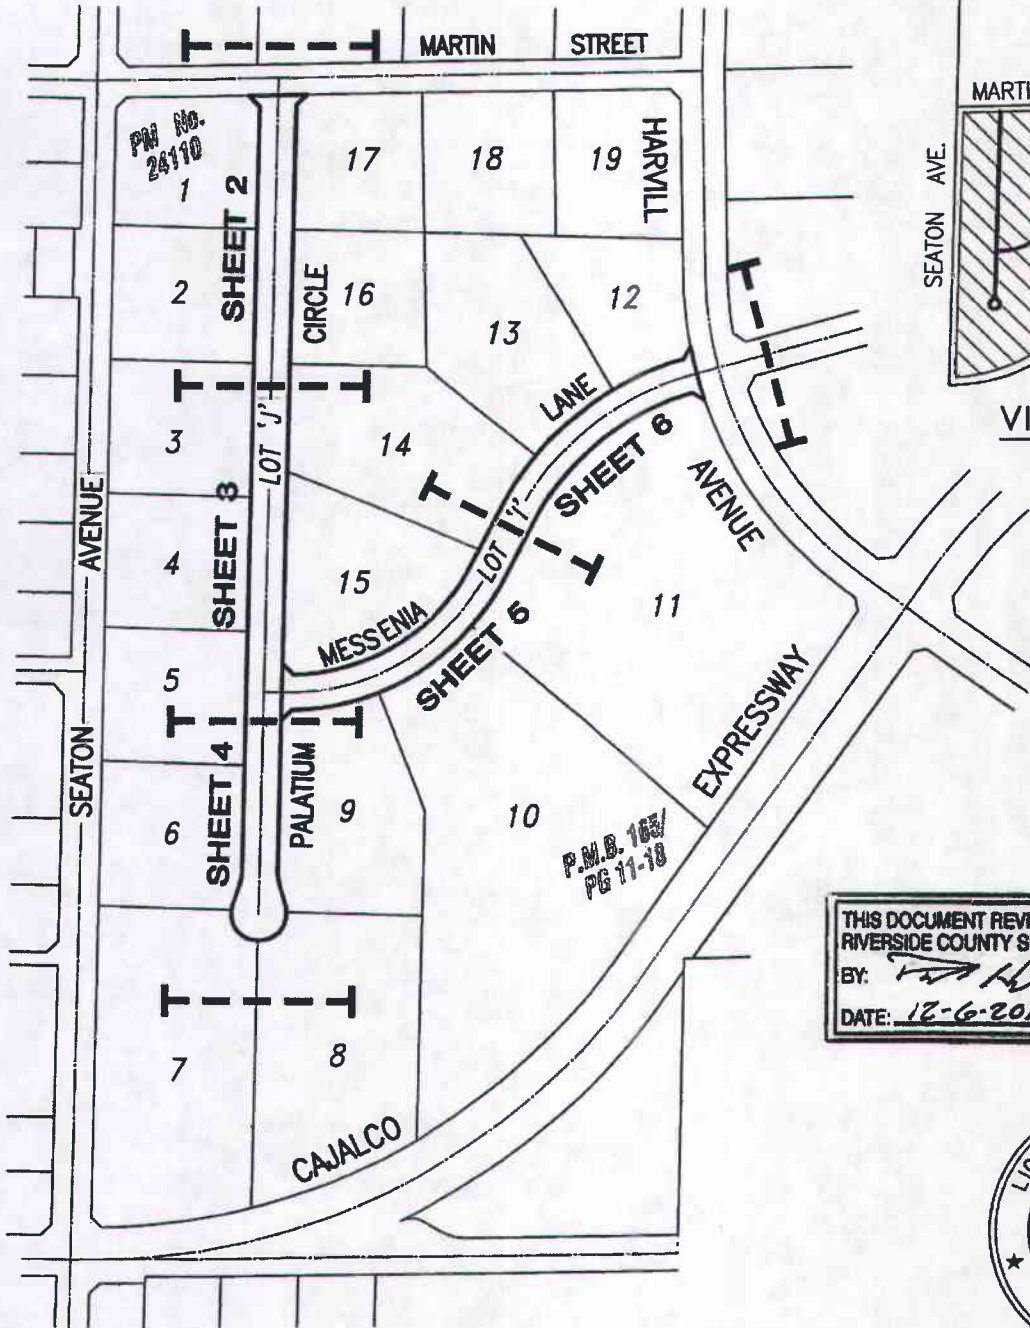 MARTIN STREET
MARTI
PM No.
24110
1
SHEET 2
17
18
19
HARVILL
SEATON AVE.
2
CIRCLE
16
13
12
3
LOT 'J'
14
LANE
SHEET 6
AVENUE
VI
AVENUE
4
SHEET 3
15
LOT 'I'
11
MESSENIA
SHEET 5
5
EXPRESSWAY
SEATON
6
SHEET 4
PALATIUM
9
10
P.M.B. 165/
PG 11-18
THIS DOCUMENT REVI
RIVERSIDE COUNTY S
BY:
DATE: 12-6-20
7
8
CAJALCO
LIC